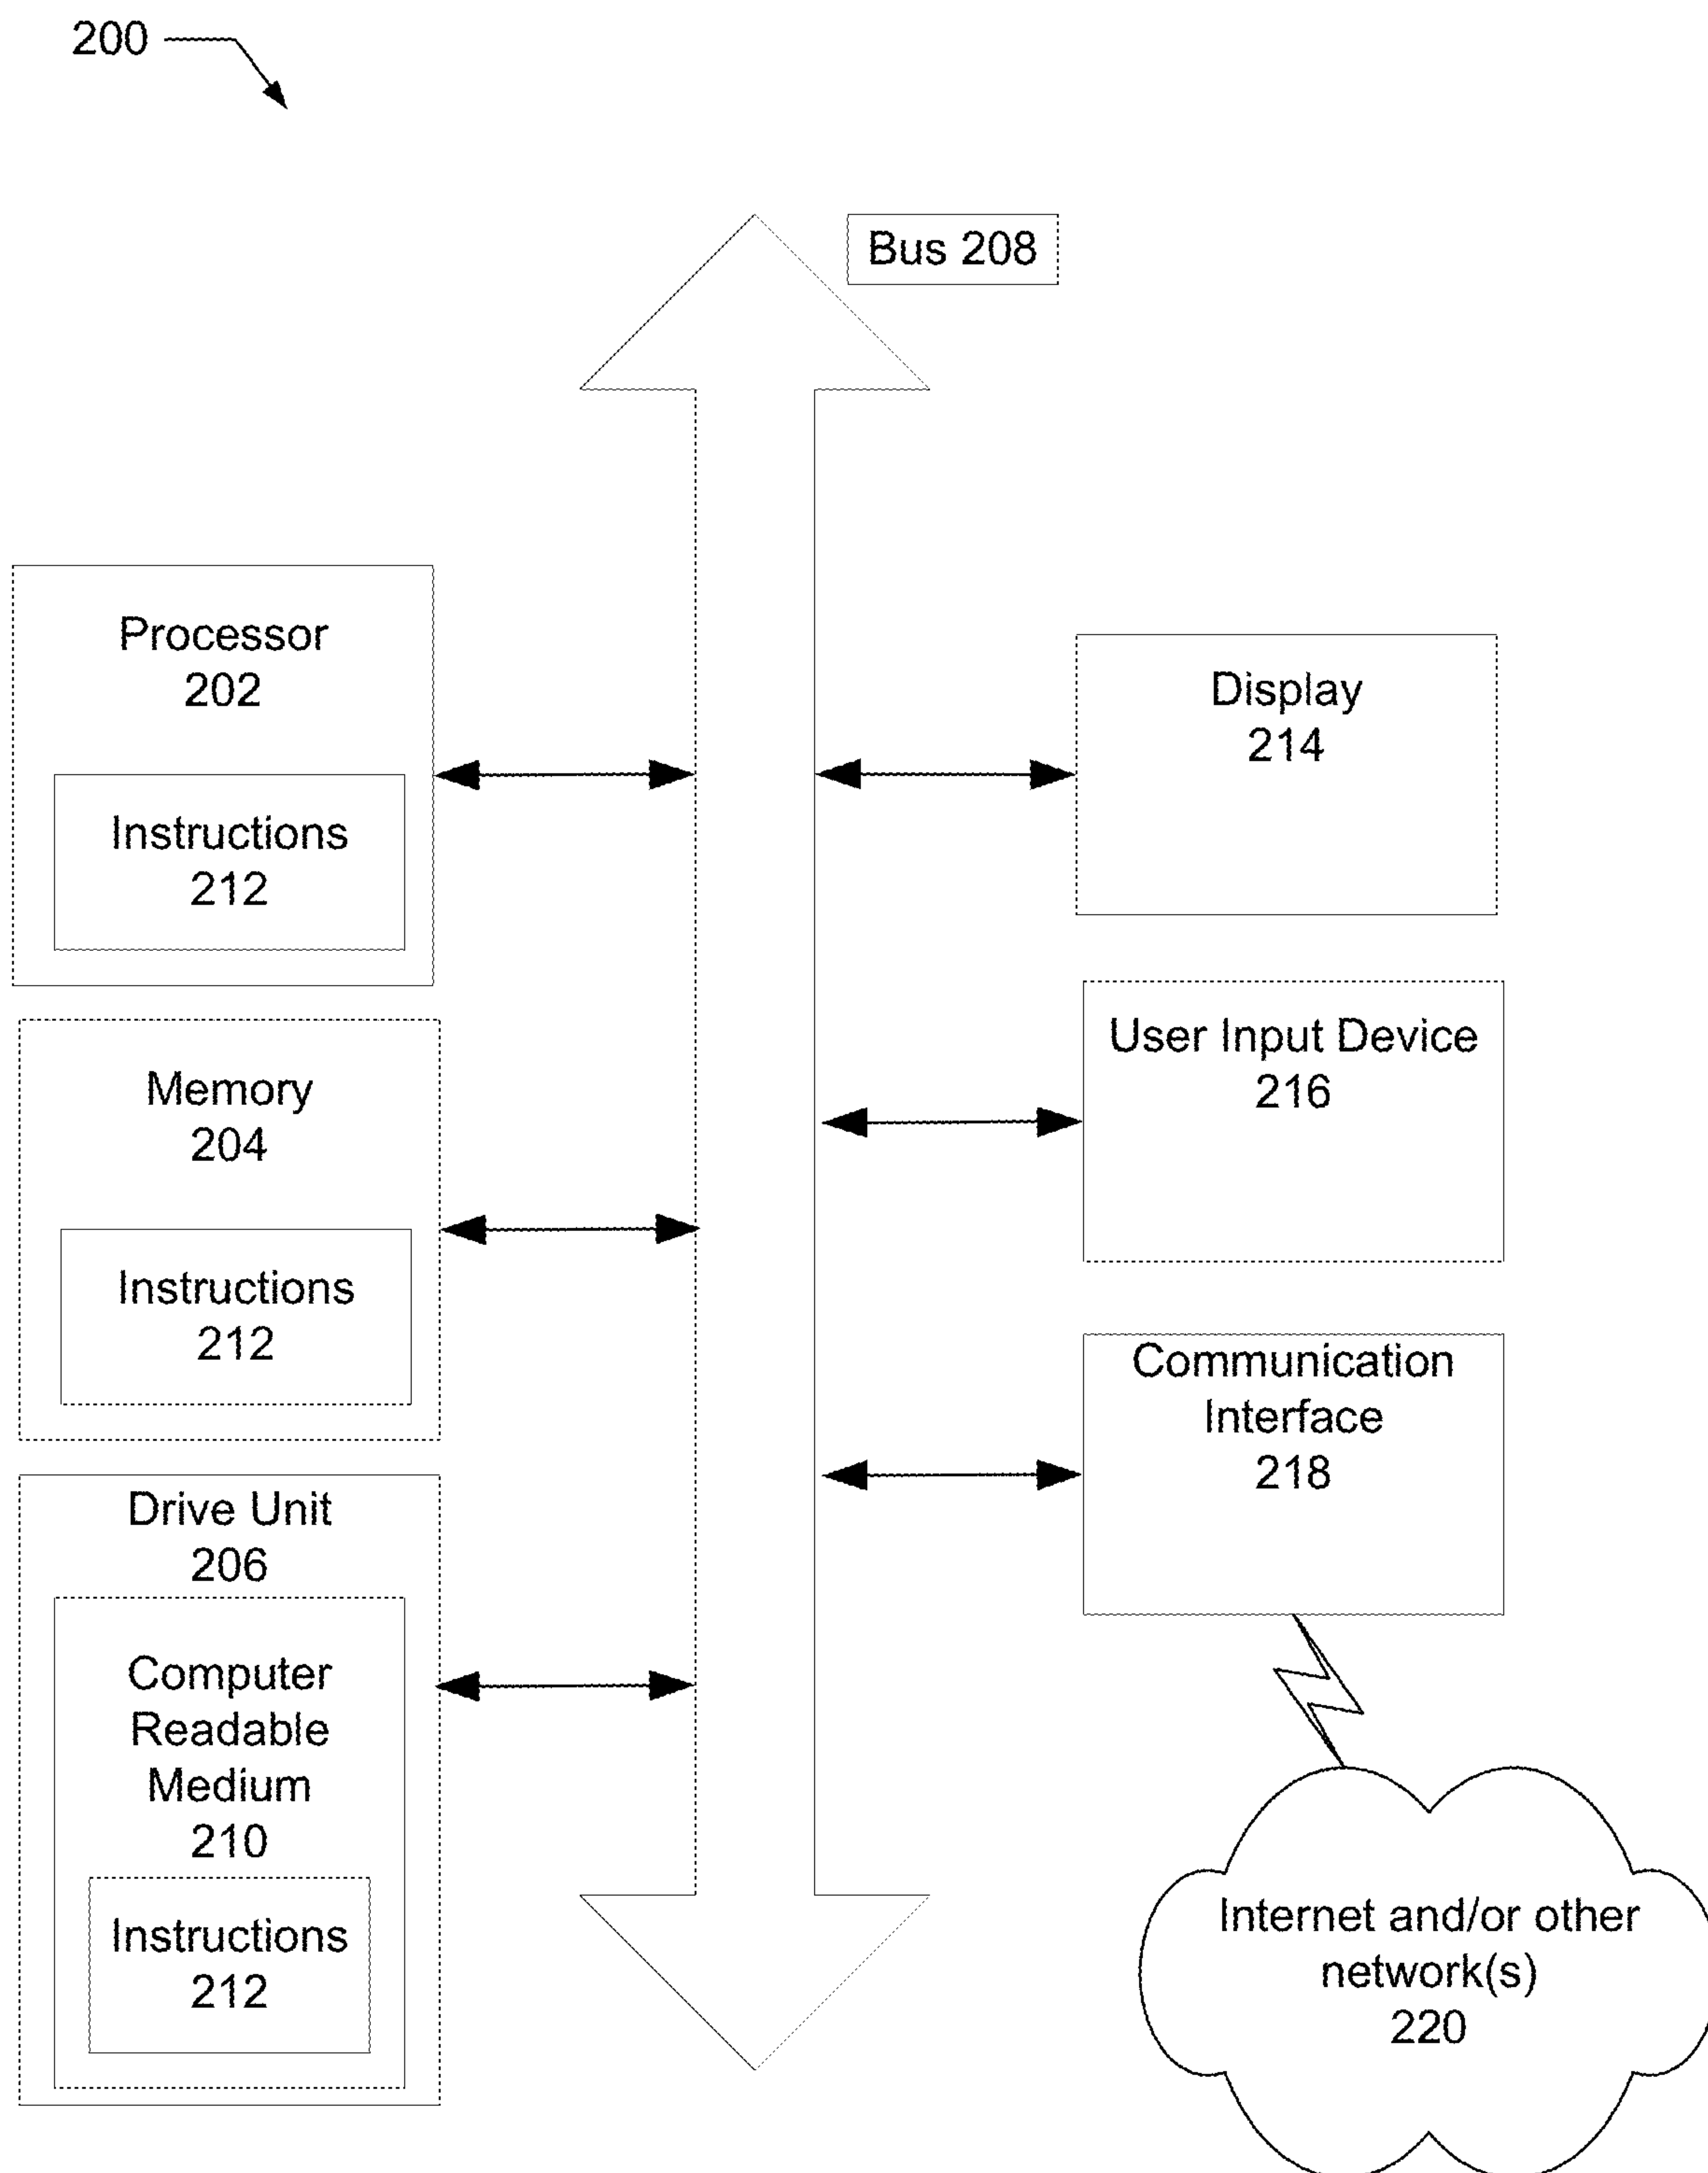 200
Bus 208
Processor
202
Instructions
212
Memory
204
Instructions
212
Drive Unit
206
Computer
Readable
Medium
210
Instructions
212
Display
214
User Input Device
216
Communication
Interface
218
Internet and/or other
network(s)
220